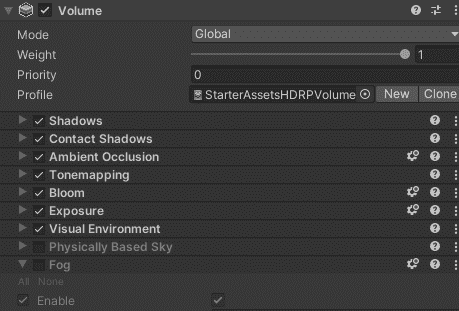 Volume
Mode Global
Weight 1
Priority 0
Profile StarterAssetsHDRPVolume New Clone
Shadows
Contact Shadows
Ambient Occlusion
Tonemapping
Bloom
Exposure
Visual Environment
Physically Based Sky
Fog
All None
Enable